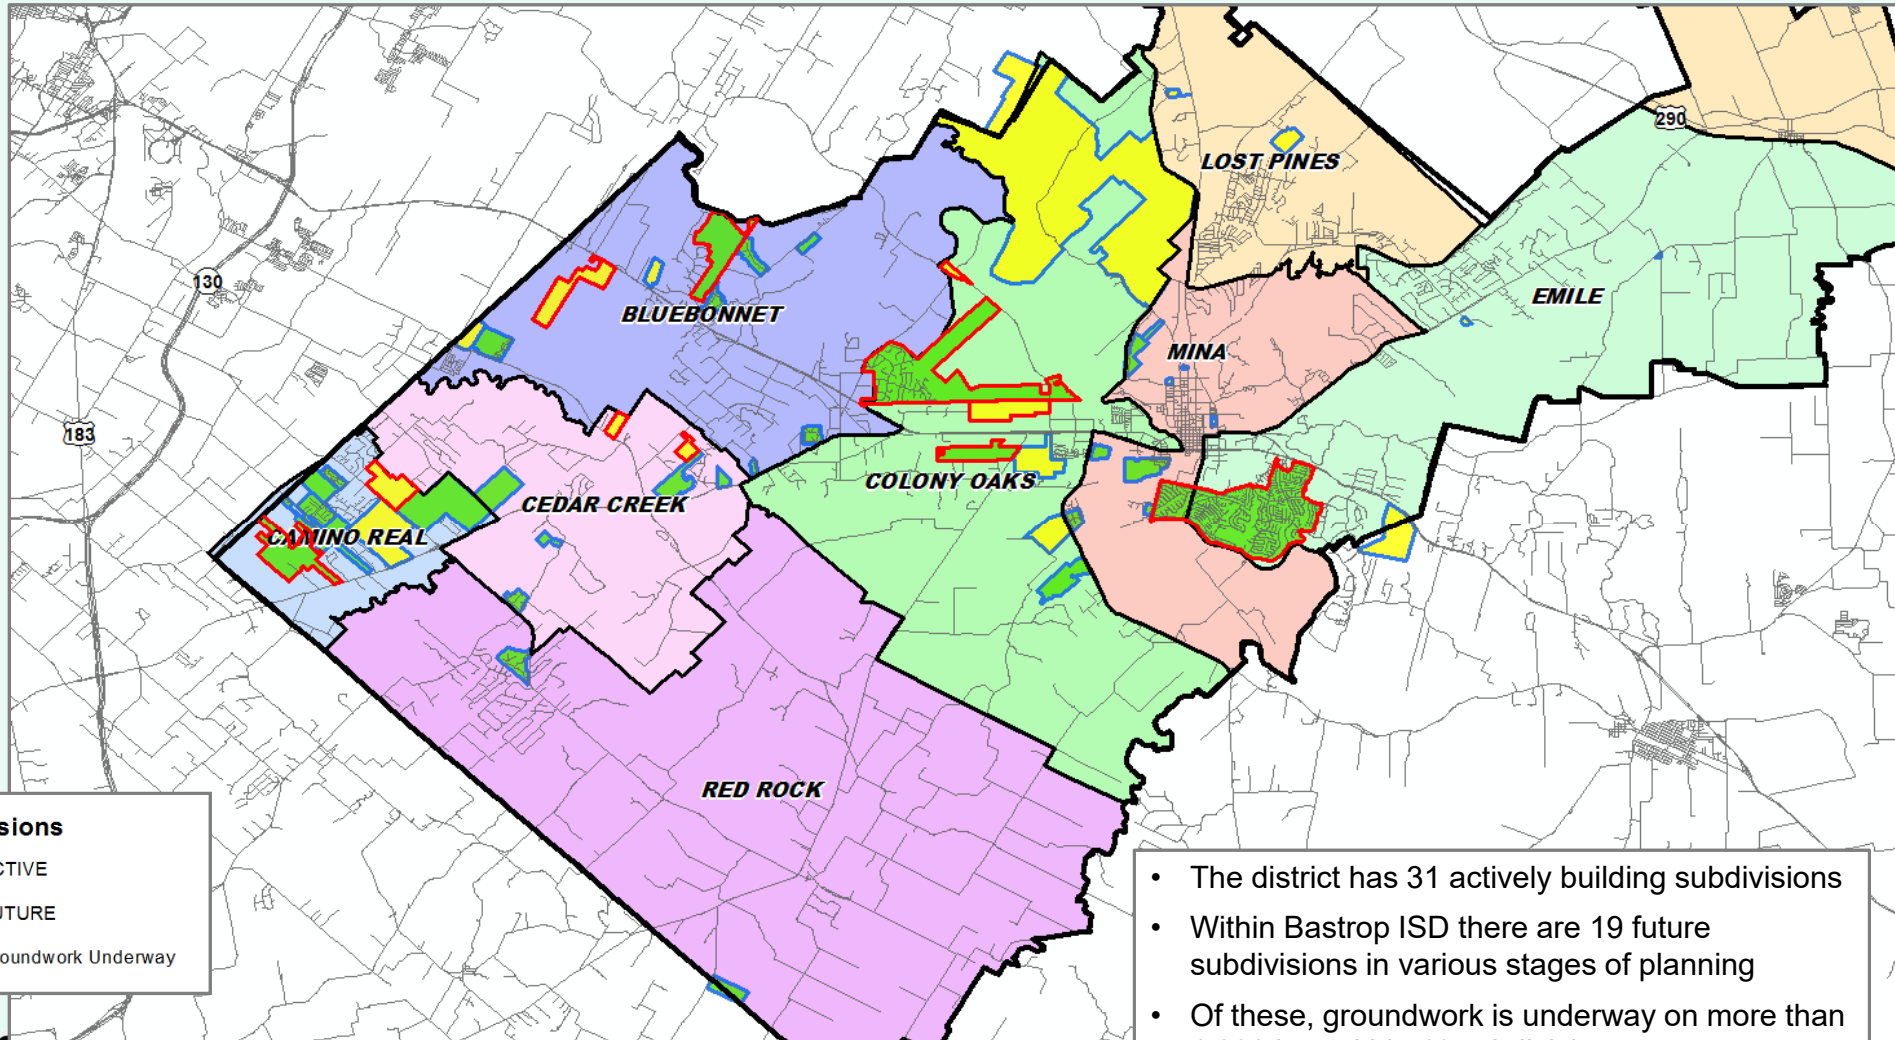 290
LOST PINES
130
EMILE
BLUEBONNET
MINA
183
COLONY OAKS
CEDAR CREEK
CAMINO REAL
RED ROCK
sions
CTIVE
UTURE
oundwork Underway
• The district has 31 actively building subdivisions
• Within Bastrop ISD there are 19 future
subdivisions in various stages of planning
• Of these, groundwork is underway on more than